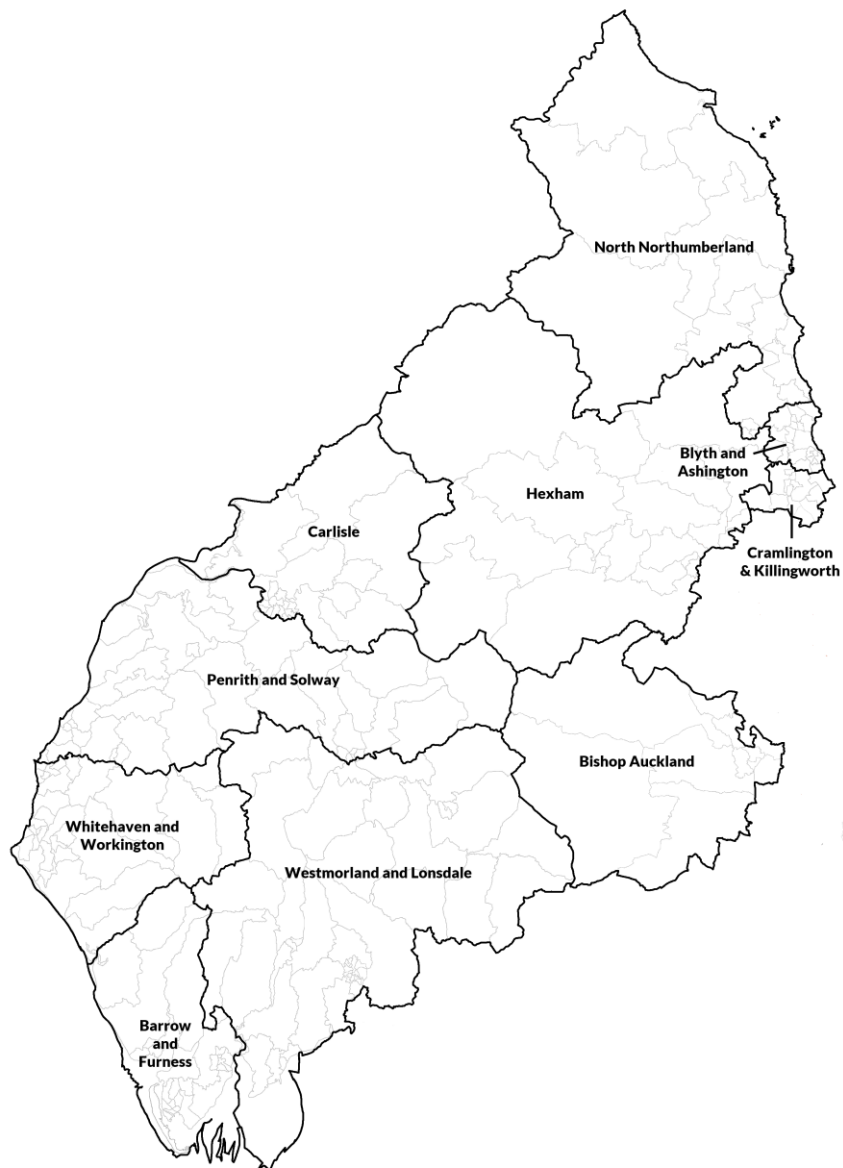 North Northumberland
Blyth and
Ashington
Hexham
Carlisle
Cramlington
& Killingworth
Penrith and Solway
Bishop Auckland
Whitehaven and
Workington
Westmorland and Lonsdale
Barrow
and
Furness